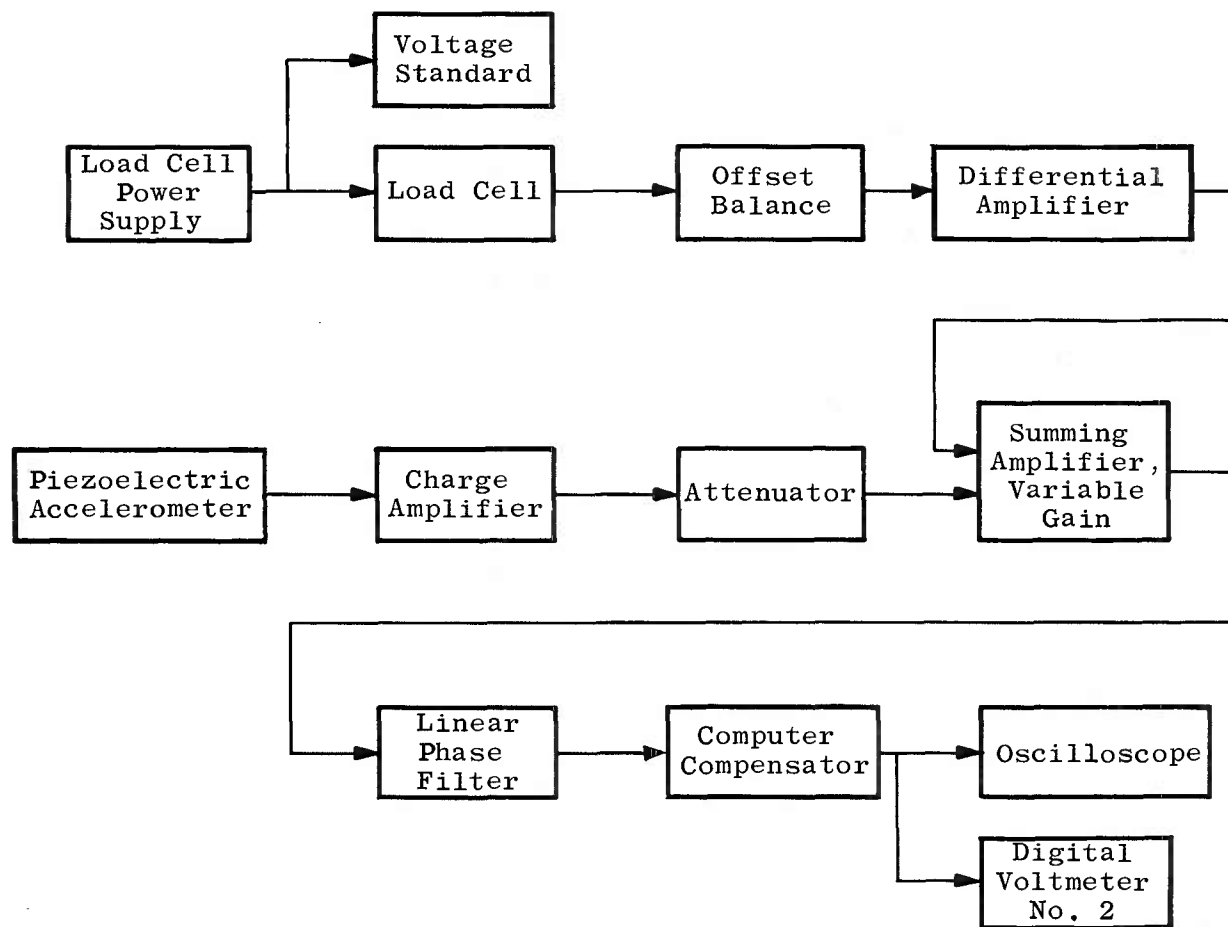 Voltage
Standard
Load Cell
Power
Supply
Load Cell
Offset
Balance
Differential
Amplifier
Piezoelectric
Accelerometer
Charge
Amplifier
Attenuator
Summing
Amplifier,
Variable
Gain
Linear
Phase
Filter
Computer
Compensator
Oscilloscope
Digital
Voltmeter
No. 2